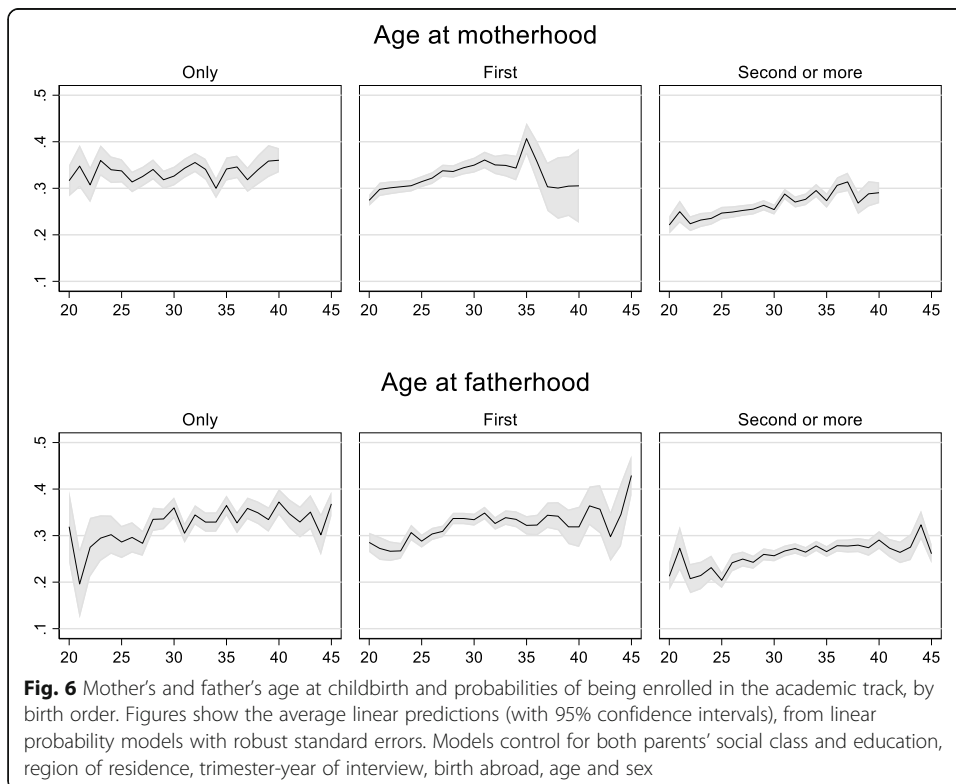 Age at motherhood
Only First Second or more
.5
.4
.3
.2
.1
20 25 30 35 40 45 20 25 30 35 40 45 20 25 30 35 40 45
Age at fatherhood
Only First Second or more
.5
.4
.3
.2
.1
20 25 30 35 40 45 20 25 30 35 40 45 20 25 30 35 40 45
Fig. 6 Mother's and father's age at childbirth and probabilities of being enrolled in the academic track, by
birth order. Figures show the average linear predictions (with 95% confidence intervals), from linear
probability models with robust standard errors. Models control for both parents' social class and education,
region of residence, trimester-year of interview, birth abroad, age and sex